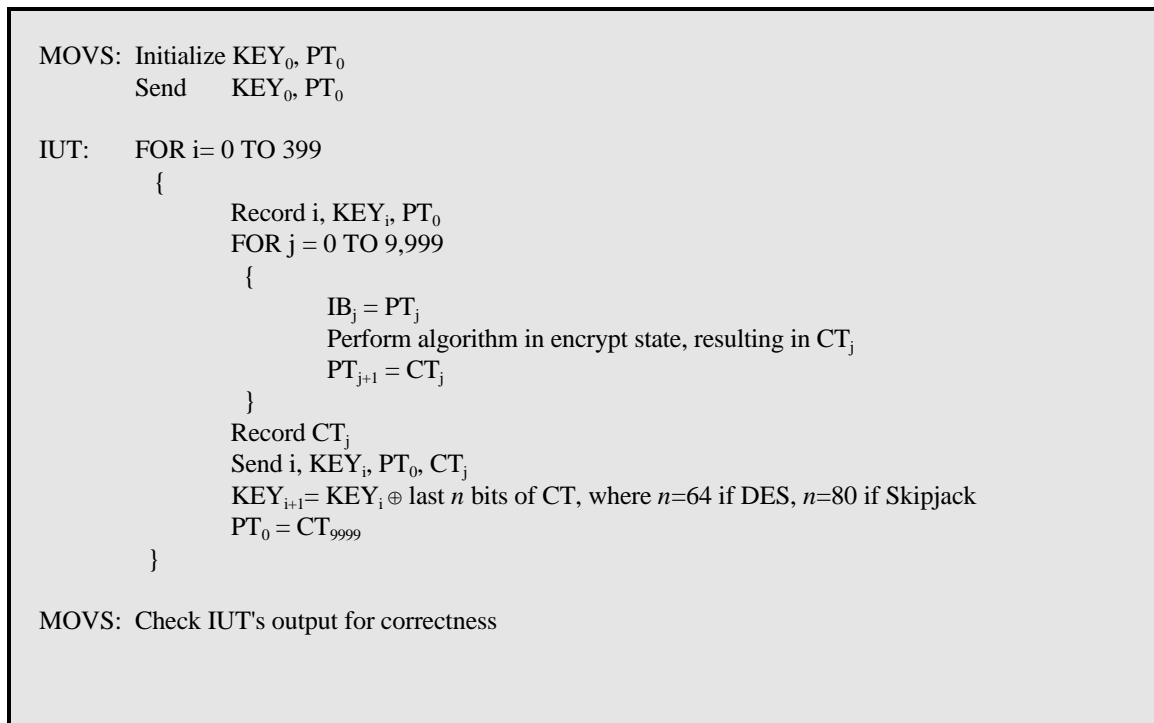 MOVS: Initialize KEY₀, PT₀
Send KEY₀, PT₀
IUT: FOR i= 0 TO 399
{
Record i, KEYᵢ, PT₀
FOR j = 0 TO 9,999
{
IBⱼ = PTⱼ
Perform algorithm in encrypt state, resulting in CTⱼ
PTⱼ₊₁ = CTⱼ
}
Record CTⱼ
Send i, KEYᵢ, PT₀, CTⱼ
KEYᵢ₊₁= KEYᵢ ⊕ last n bits of CT, where n=64 if DES, n=80 if Skipjack
PT₀ = CT₉₉₉₉
}
MOVS: Check IUT's output for correctness